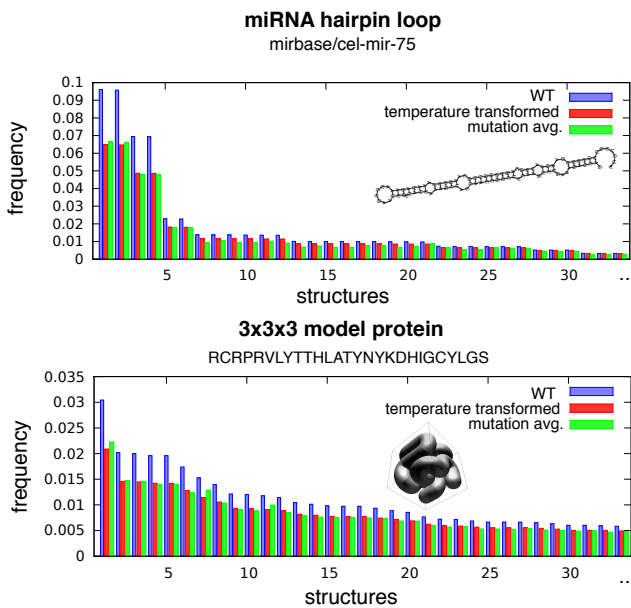 miRNA hairpin loop
mirbase/cel-mir-75
0.1
0.09
0.08
0.07
0.06
0.05
0.04
0.03
0.02
0.01
0
frequency
WT
temperature transformed
mutation avg.
5 10 15 20 25 30 ..
structures
3x3x3 model protein
RCRPRVLYTTHLATYNYKDHIGCYLGS
0.035
0.03
0.025
0.02
0.015
0.01
0.005
0
frequency
WT
temperature transformed
mutation avg.
5 10 15 20 25 30 ..
structures